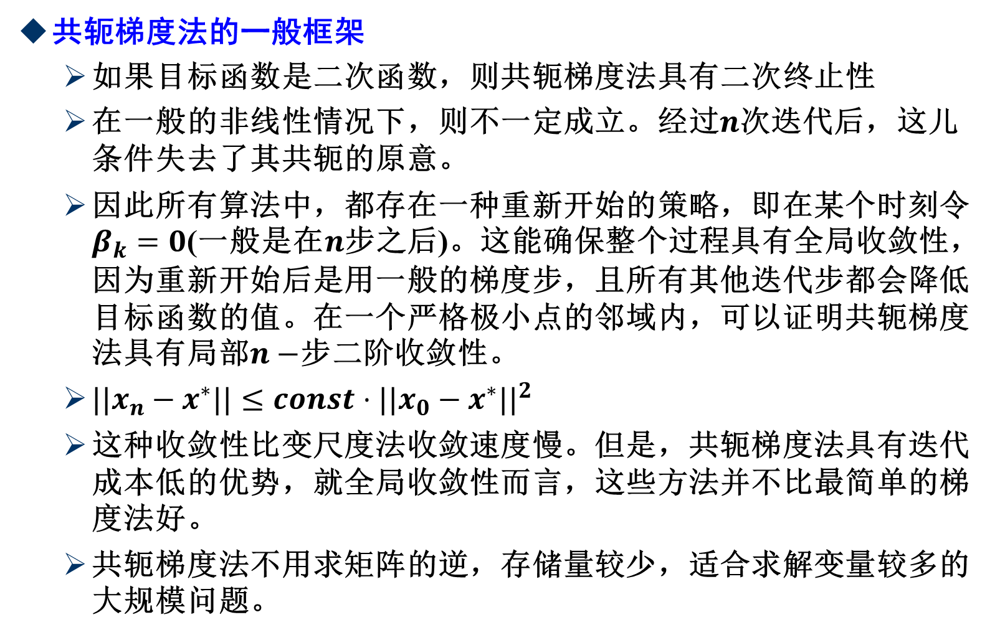 共轭梯度法的一般框架
如果目标函数是二次函数，则共轭梯度法具有二次终止性
在一般的非线性情况下，则不一定成立。经过n次迭代后，这儿
条件失去了其共轭的原意。
因此所有算法中，都存在一种重新开始的策略，即在某个时刻令
β_k = 0(一般是在n步之后)。这能确保整个过程具有全局收敛性，
因为重新开始后是用一般的梯度步，且所有其他迭代步都会降低
目标函数的值。在一个严格极小点的邻域内，可以证明共轭梯度
法具有局部n −步二阶收敛性。
||x_n − x^*|| ≤ const · ||x_0 − x^*||^2
这种收敛性比变尺度法收敛速度慢。但是，共轭梯度法具有迭代
成本低的优势，就全局收敛性而言，这些方法并不比最简单的梯
度法好。
共轭梯度法不用求矩阵的逆，存储量较少，适合求解变量较多的
大规模问题。